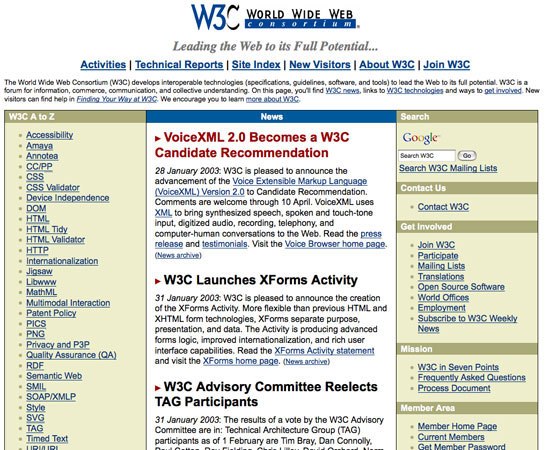 W3C WORLD WIDE WEB
consortium
Leading the Web to its Full Potential...
Activities | Technical Reports | Site Index | New Visitors | About W3C | Join W3C
The World Wide Web Consortium (W3C) develops interoperable technologies (specifications, guidelines, software, and tools) to lead the Web to its full potential. W3C is a
forum for information, commerce, communication, and collective understanding. On this page, you'll find W3C news, links to W3C technologies and ways to get involved. New
visitors can find help in Finding Your Way at W3C. We encourage you to learn more about W3C.
W3C A to Z
Accessibility
Amaya
Annotea
CC/PP
CSS
CSS Validator
Device Independence
DOM
HTML
HTML Tidy
HTML Validator
HTTP
Internationalization
Jigsaw
Libwww
MathML
Multimodal Interaction
Patent Policy
PICS
PNG
Privacy and P3P
Quality Assurance (QA)
RDF
Semantic Web
SMIL
SOAP/XMLP
Style
SVG
TAG
Timed Text
URI/URL
News
VoiceXML 2.0 Becomes a W3C
Candidate Recommendation
28 January 2003: W3C is pleased to announce the
advancement of the Voice Extensible Markup Language
(VoiceXML) Version 2.0 to Candidate Recommendation.
Comments are welcome through 10 April. VoiceXML uses
XML to bring synthesized speech, spoken and touch-tone
input, digitized audio, recording, telephony, and
computer-human conversations to the Web. Read the press
release and testimonials. Visit the Voice Browser home page.
(News archive)
W3C Launches XForms Activity
31 January 2003: W3C is pleased to announce the creation
of the XForms Activity. More flexible than previous HTML and
XHTML form technologies, XForms separate purpose,
presentation, and data. The Activity is producing advanced
forms logic, improved internationalization, and rich user
interface capabilities. Read the XForms Activity statement
and visit the XForms home page. (News archive)
W3C Advisory Committee Reelects
TAG Participants
31 January 2003: The results of a vote by the W3C Advisory
Committee are in: Technical Architecture Group (TAG)
participants as of 1 February are Tim Bray, Dan Connolly,
Search
Google
Search W3C Go
Search W3C Mailing Lists
Contact Us
Contact W3C
Get Involved
Join W3C
Participate
Mailing Lists
Translations
Open Source Software
World Offices
Employment
Subscribe to W3C Weekly
News
Mission
W3C in Seven Points
Frequently Asked Questions
Process Document
Member Area
Member Home Page
Current Members
Get Member Password